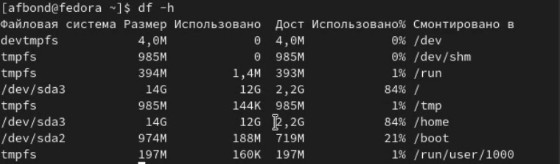 [afbond@fedora ~]$ df -h
Файловая система Размер Использовано  Дост Использовано% Смонтировано в
devtmpfs           4,0M            0  4,0M            0% /dev
tmpfs              985M            0  985M            0% /dev/shm
tmpfs              394M         1,4M  393M            1% /run
/dev/sda3           14G          12G  2,2G           84% /
tmpfs              985M         144K  985M            1% /tmp
/dev/sda3           14G          12G  2,2G           84% /home
/dev/sda2          974M         188M  719M           21% /boot
tmpfs              197M         160K  197M            1% /run/user/1000